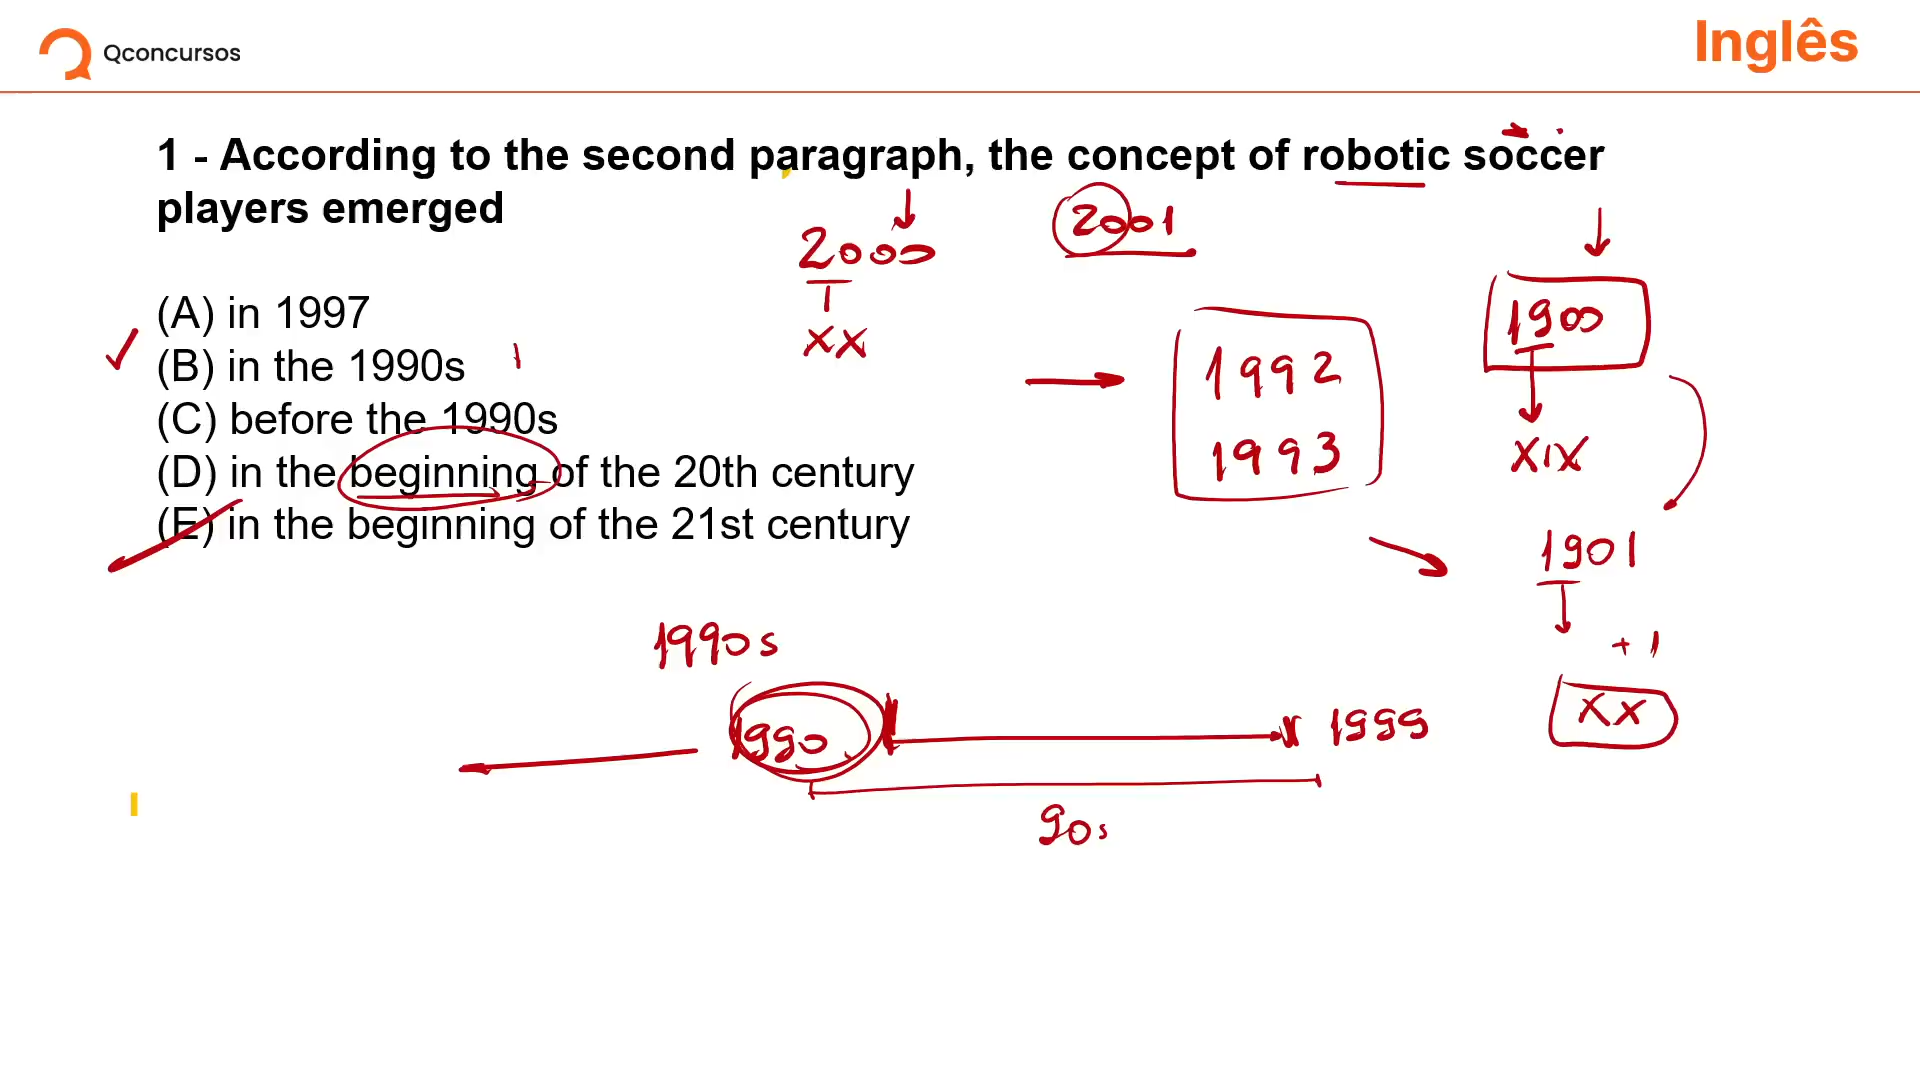 Qconcursos
Inglês
1 - According to the second paragraph, the concept of robotic soccer
players emerged
2000
2001
XX
(A) in 1997
(B) in the 1990s
(C) before the 1990s
(D) in the beginning of the 20th century
(E) in the beginning of the 21st century
1992
1993
1900
XIX
1901
+1
XX
1990s
1990
1999
90s